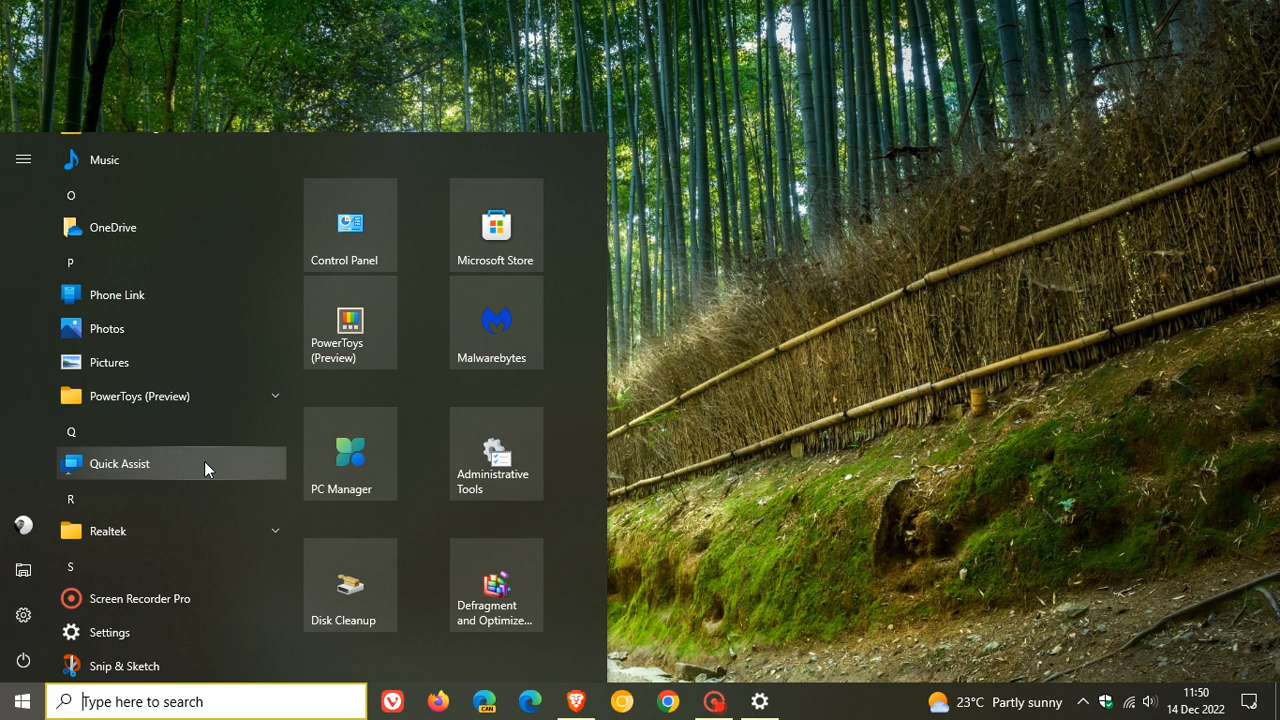 Music
O
OneDrive
P
Phone Link
Photos
Pictures
PowerToys (Preview)
Q
Quick Assist
R
Realtek
S
Screen Recorder Pro
Settings
Snip & Sketch
Control Panel
Microsoft Store
PowerToys
(Preview)
Malwarebytes
PC Manager
Administrative
Tools
Disk Cleanup
Defragment
and Optimize...
Type here to search
CAN
23°C Partly sunny
11:50
14 Dec 2022